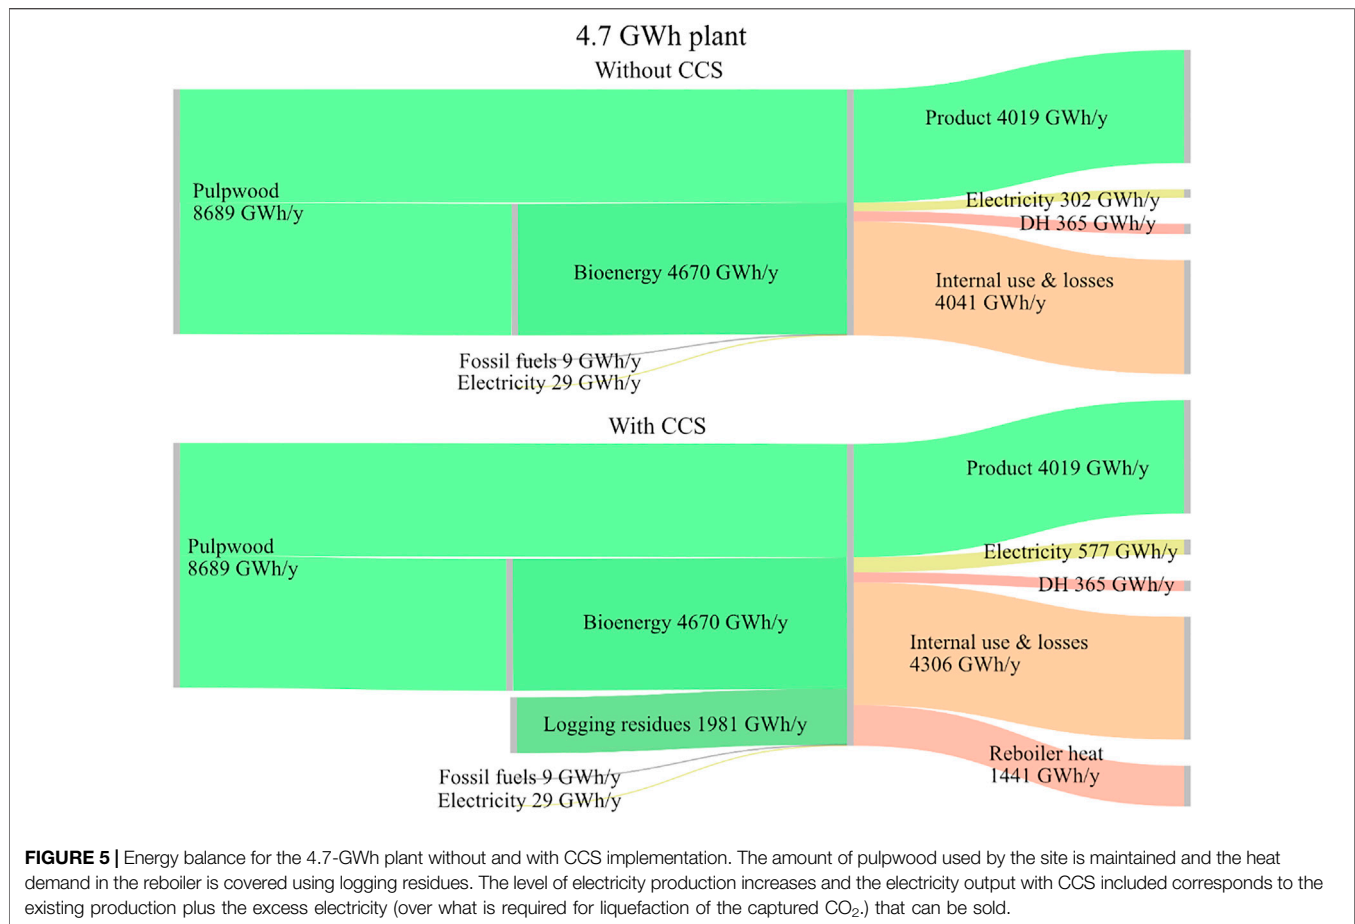 4.7 GWh plant
Without CCS
Product 4019 GWh/y
Pulpwood
8689 GWh/y
Electricity 302 GWh/y
DH 365 GWh/y
Bioenergy 4670 GWh/y
Internal use & losses
4041 GWh/y
Fossil fuels 9 GWh/y
Electricity 29 GWh/y
With CCS
Product 4019 GWh/y
Pulpwood
8689 GWh/y
Electricity 577 GWh/y
DH 365 GWh/y
Bioenergy 4670 GWh/y
Internal use & losses
4306 GWh/y
Logging residues 1981 GWh/y
Reboiler heat
1441 GWh/y
Fossil fuels 9 GWh/y
Electricity 29 GWh/y
FIGURE 5 | Energy balance for the 4.7-GWh plant without and with CCS implementation. The amount of pulpwood used by the site is maintained and the heat
demand in the reboiler is covered using logging residues. The level of electricity production increases and the electricity output with CCS included corresponds to the
existing production plus the excess electricity (over what is required for liquefaction of the captured CO₂.) that can be sold.